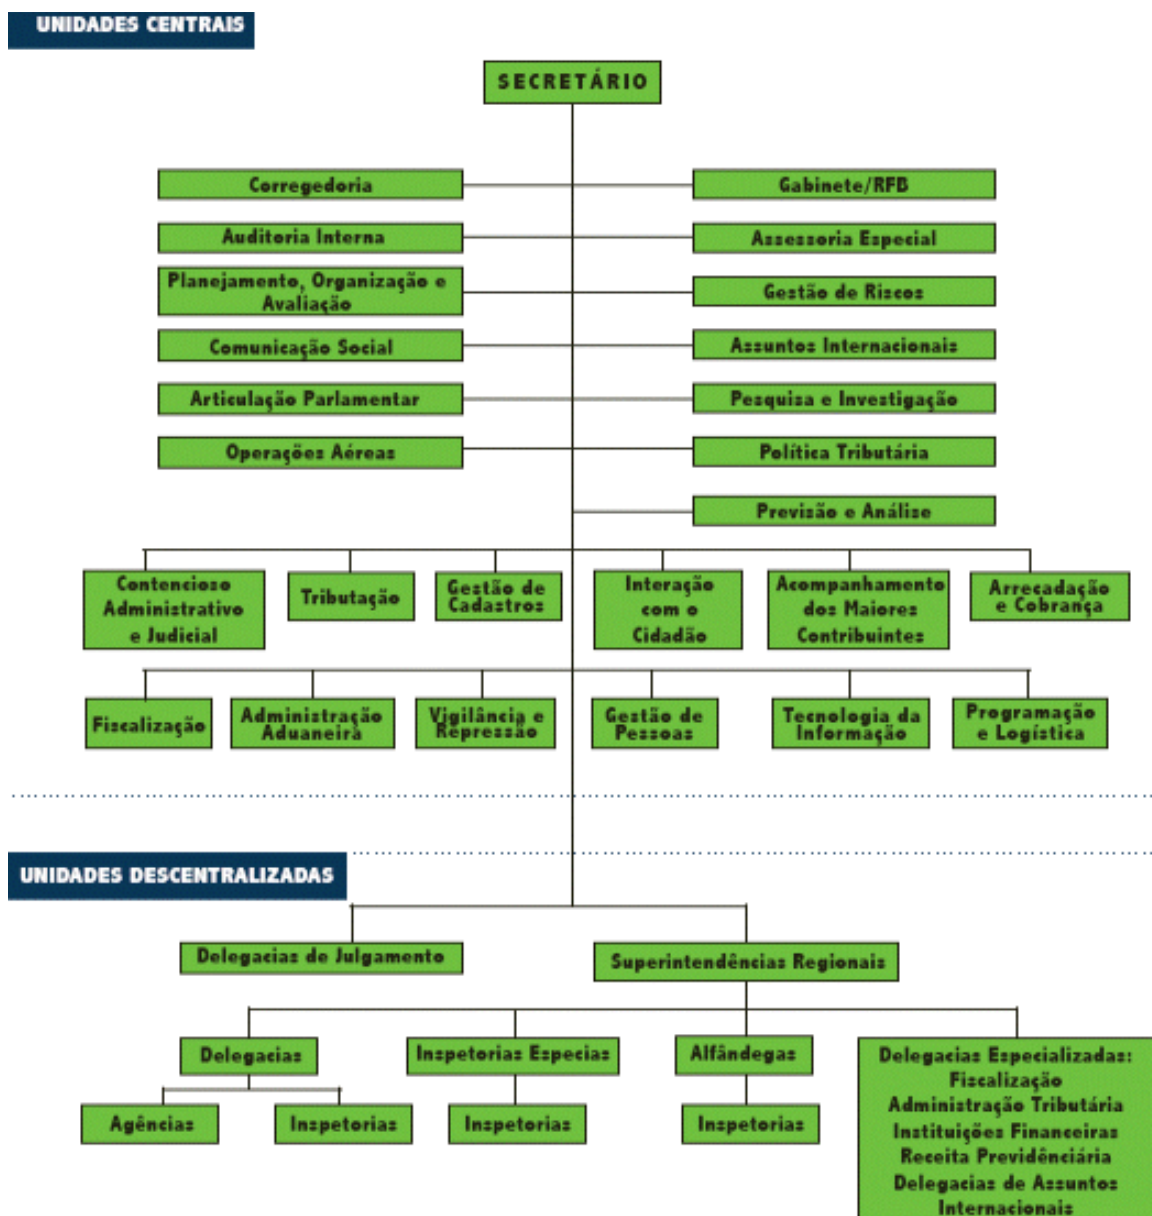 UNIDADES CENTRAIS
SECRETÁRIO
Corregedoria
Gabinete/RFB
Auditoria Interna
Assessoria Especial
Planejamento, Organização e
Avaliação
Gestão de Riscos
Comunicação Social
Assuntos Internacionais
Articulação Parlamentar
Pesquisa e Investigação
Operações Aéreas
Política Tributária
Previsão e Análise
Contencioso
Administrativo
e Judicial
Tributação
Gestão de
Cadastros
Interação
com o
Cidadão
Acompanhamento
dos Maiores
Contribuintes
Arrecadação
e Cobrança
Fiscalização
Administração
Aduaneira
Vigilância e
Repressão
Gestão de
Pessoas
Tecnologia da
Informação
Programação
e Logística
UNIDADES DESCENTRALIZADAS
Delegacias de Julgamento
Superintendências Regionais
Delegacias
Inspetorias Especias
Alfândegas
Delegacias Especializadas:
Fiscalização
Administração Tributária
Instituições Financeiras
Receita Previdênciária
Delegacias de Assuntos
Internacionais
Agências
Inspetorias
Inspetorias
Inspetorias